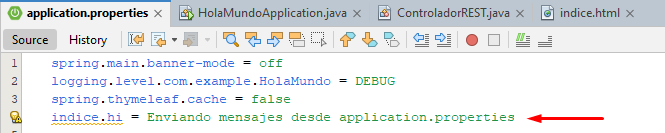 application.properties HolaMundoApplication.java ControladorREST.java indice.html
Source History
1 spring.main.banner-mode = off
2 logging.level.com.example.HolaMundo = DEBUG
3 spring.thymeleaf.cache = false
indice.hi = Enviando mensajes desde application.properties
5